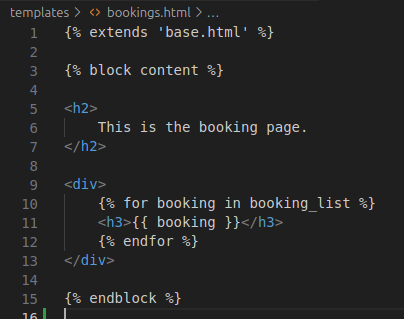 templates > <> bookings.html > ...
1 {% extends 'base.html' %}
2
3 {% block content %}
4
5 <h2>
6     This is the booking page.
7 </h2>
8
9 <div>
10     {% for booking in booking_list %}
11     <h3>{{ booking }}</h3>
12     {% endfor %}
13 </div>
14
15 {% endblock %}
16